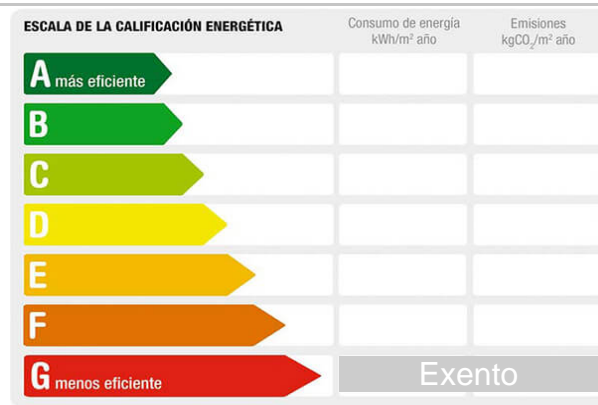 ESCALA DE LA CALIFICACIÓN ENERGÉTICA
Consumo de energía
kWh/m² año
Emisiones
kgCO₂/m² año
A más eficiente
B
C
D
E
F
G menos eficiente
Exento